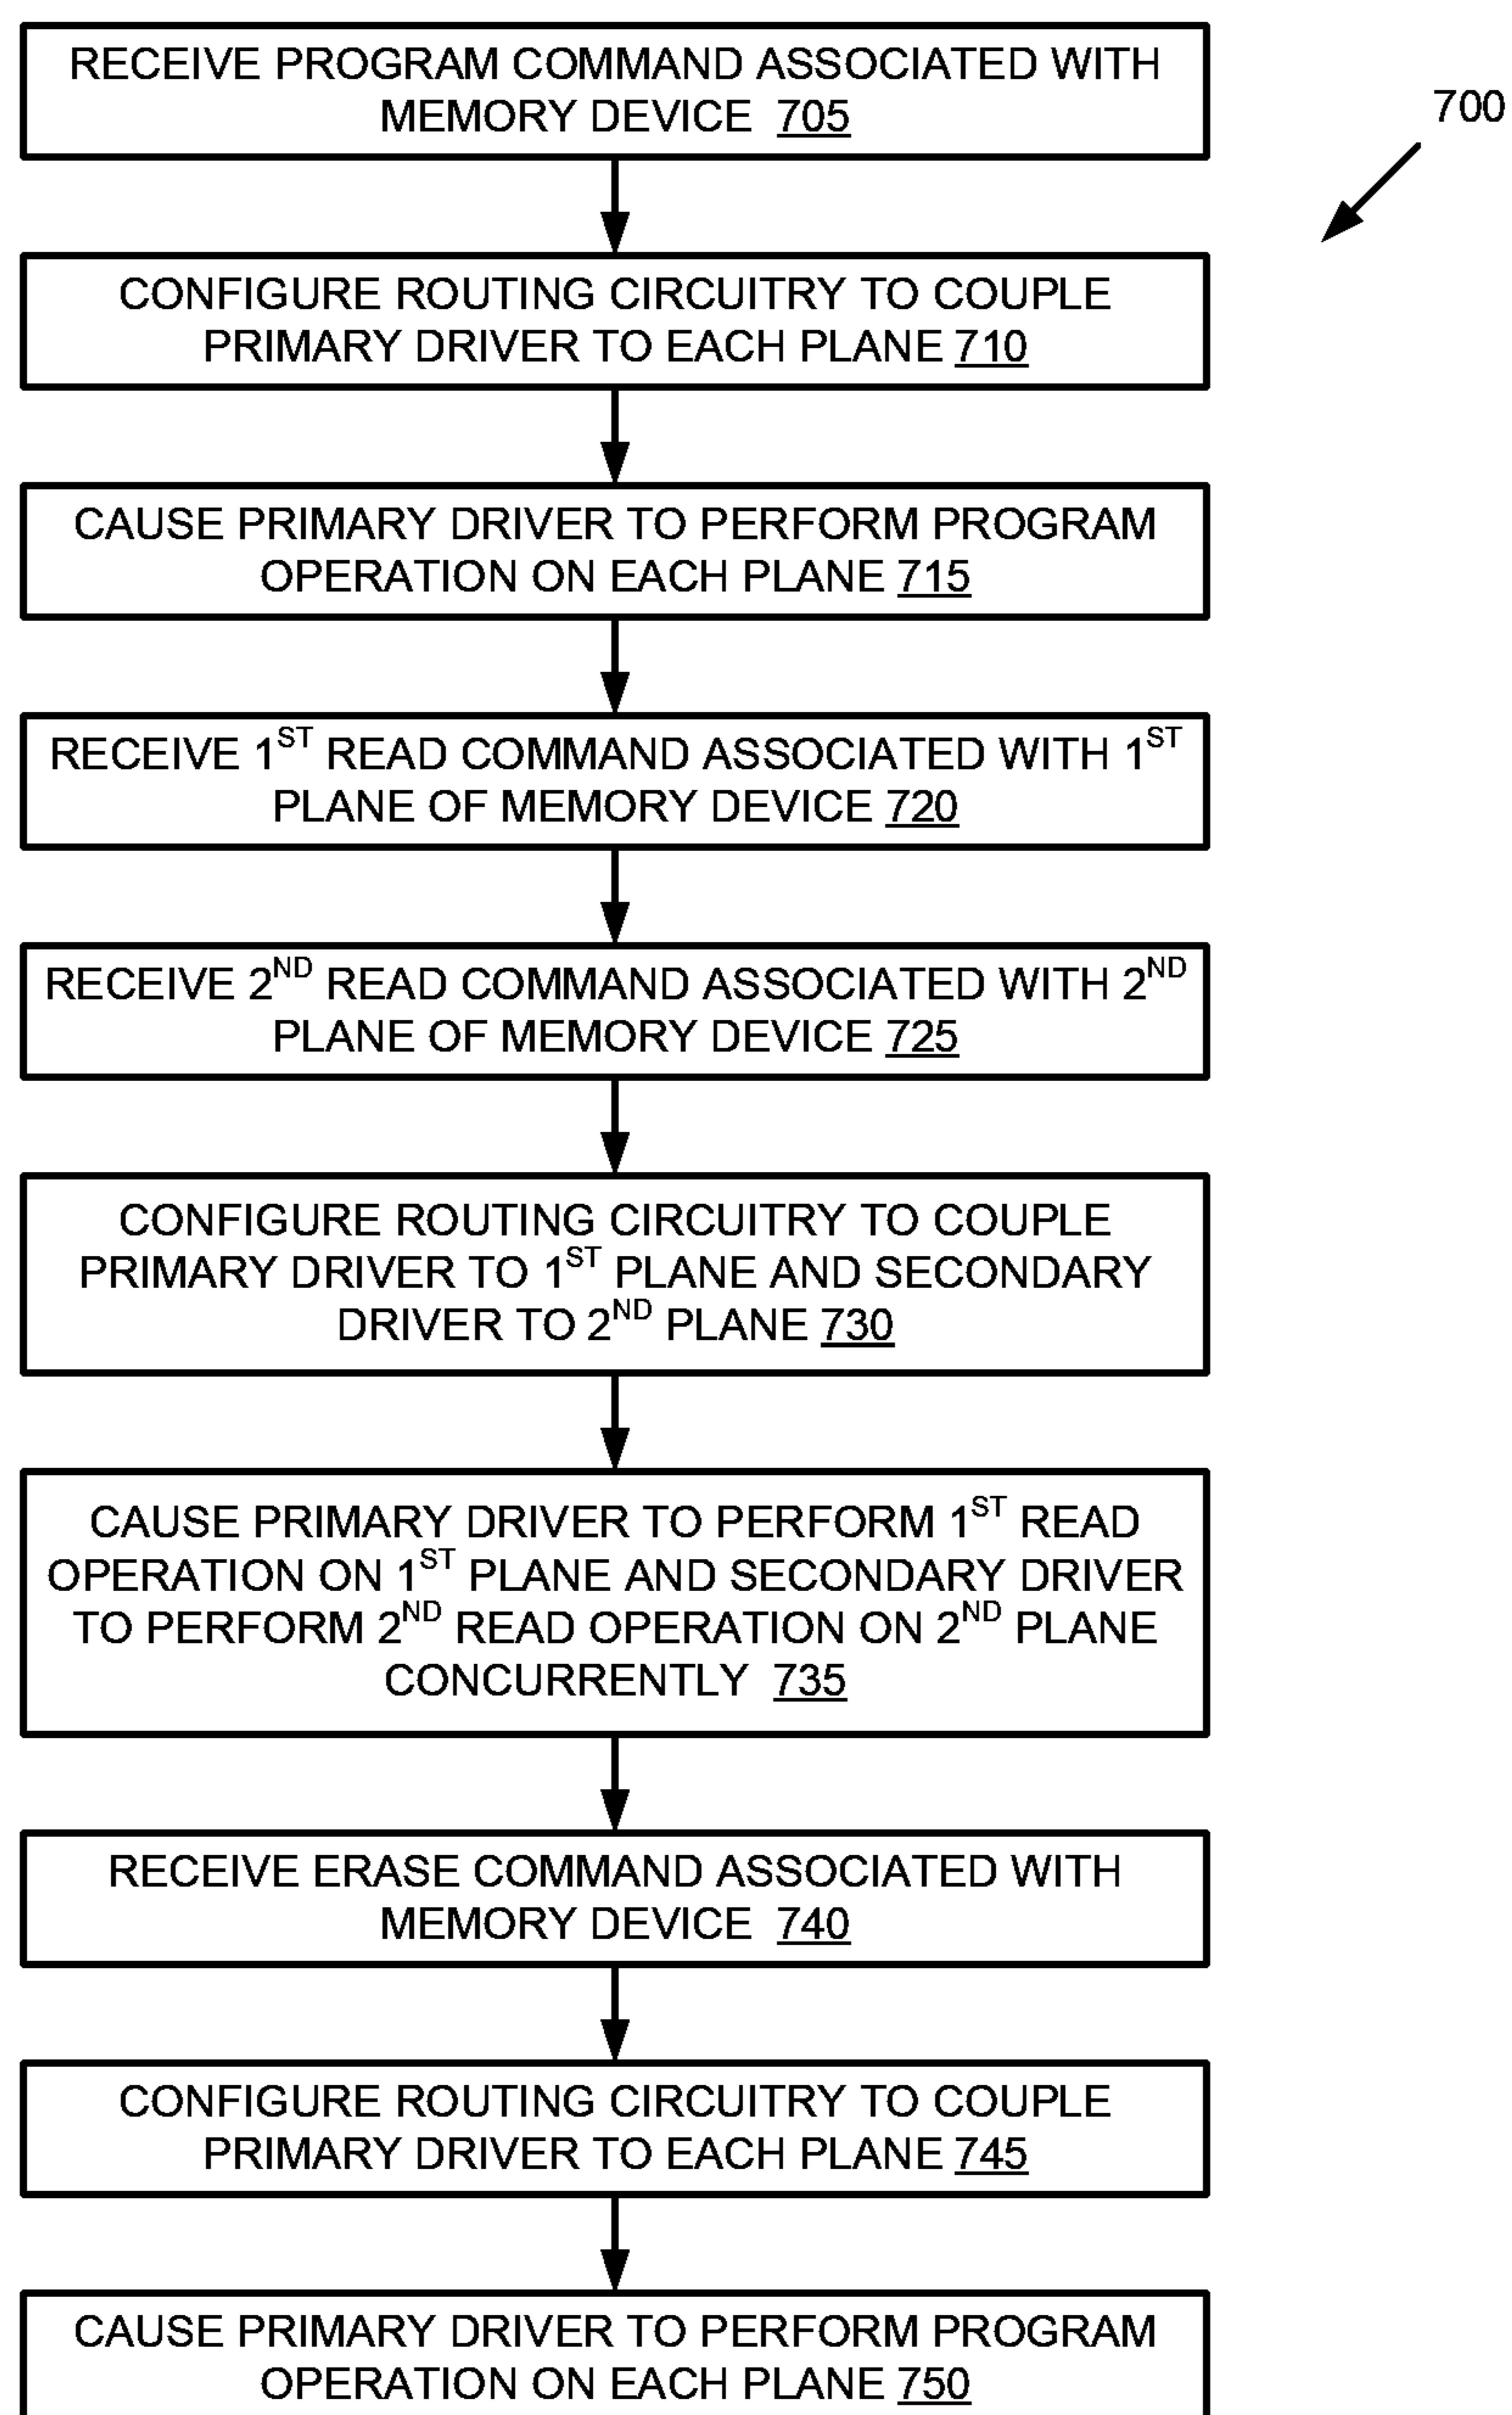 RECEIVE PROGRAM COMMAND ASSOCIATED WITH
MEMORY DEVICE 705
700
CONFIGURE ROUTING CIRCUITRY TO COUPLE
PRIMARY DRIVER TO EACH PLANE 710
CAUSE PRIMARY DRIVER TO PERFORM PROGRAM
OPERATION ON EACH PLANE 715
RECEIVE 1ST READ COMMAND ASSOCIATED WITH 1ST
PLANE OF MEMORY DEVICE 720
RECEIVE 2ND READ COMMAND ASSOCIATED WITH 2ND
PLANE OF MEMORY DEVICE 725
CONFIGURE ROUTING CIRCUITRY TO COUPLE
PRIMARY DRIVER TO 1ST PLANE AND SECONDARY
DRIVER TO 2ND PLANE 730
CAUSE PRIMARY DRIVER TO PERFORM 1ST READ
OPERATION ON 1ST PLANE AND SECONDARY DRIVER
TO PERFORM 2ND READ OPERATION ON 2ND PLANE
CONCURRENTLY 735
RECEIVE ERASE COMMAND ASSOCIATED WITH
MEMORY DEVICE 740
CONFIGURE ROUTING CIRCUITRY TO COUPLE
PRIMARY DRIVER TO EACH PLANE 745
CAUSE PRIMARY DRIVER TO PERFORM PROGRAM
OPERATION ON EACH PLANE 750